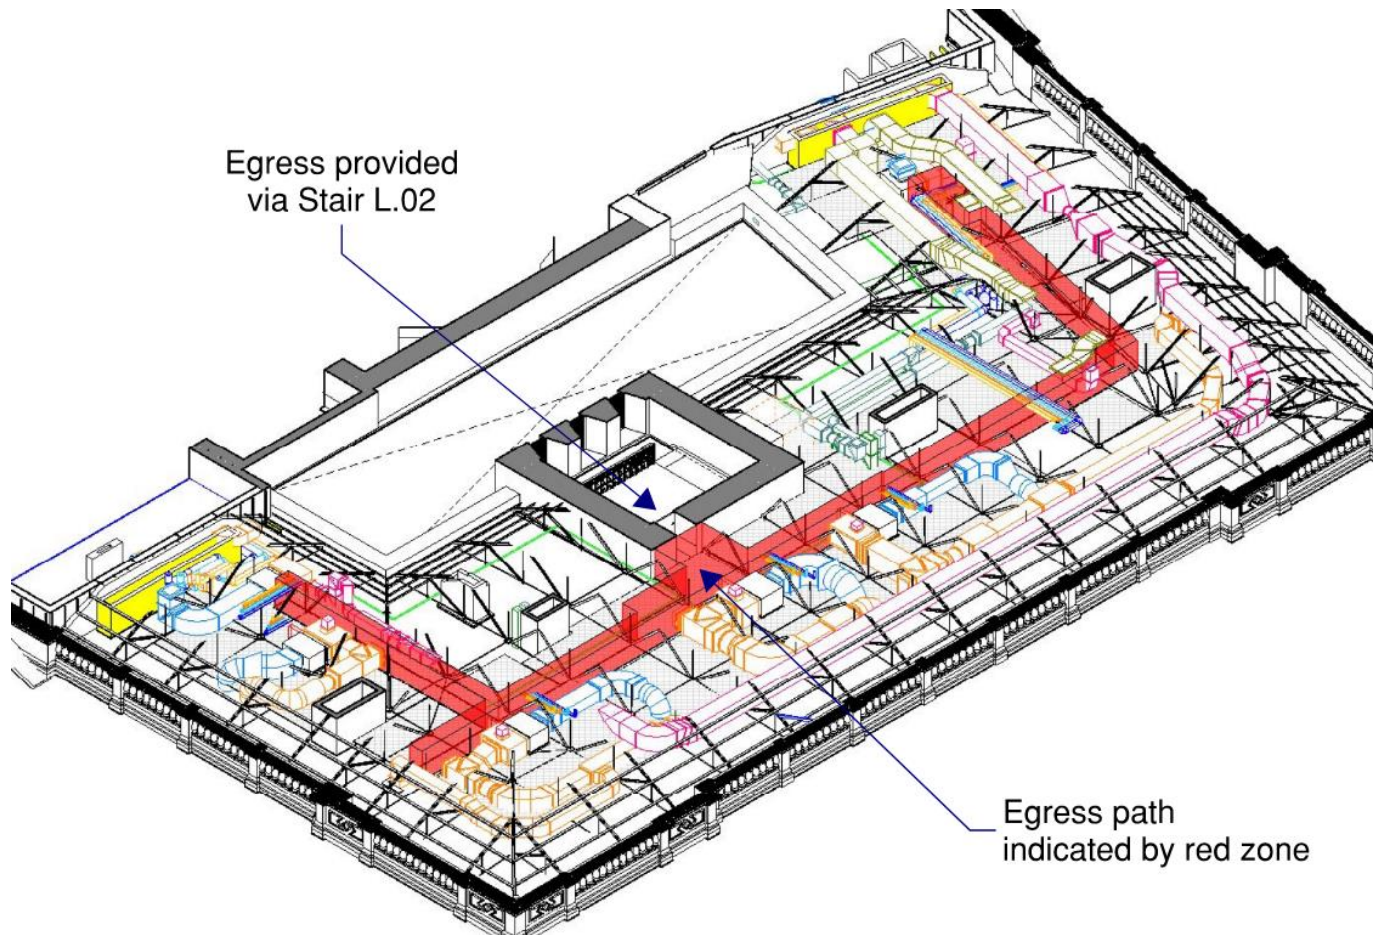 Egress provided
via Stair L.02
Egress path
indicated by red zone